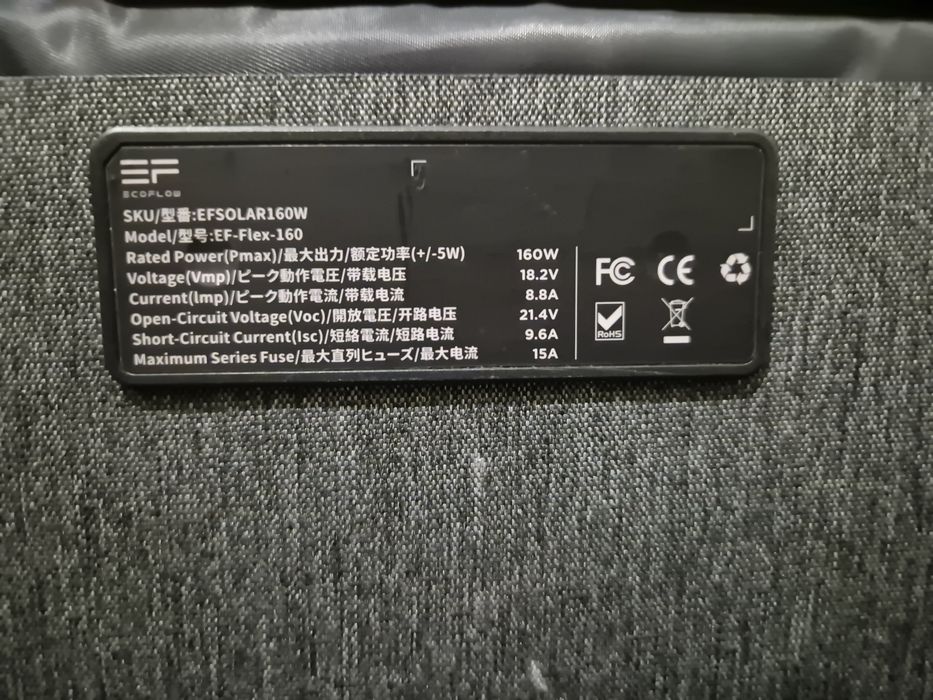 EF
ECOFLOW
SKU/型番:EFSOLAR160W
Model/型号:EF-Flex-160
Rated Power(Pmax)/最大出力/额定功率(+/-5W) 160W
Voltage(Vmp)/ピーク動作電圧/带载电压 18.2V
Current(lmp)/ピーク動作電流/带载电流 8.8A
Open-Circuit Voltage(Voc)/開放電圧/开路电压 21.4V
Short-Circuit Current(Isc)/短絡電流/短路电流 9.6A
Maximum Series Fuse/最大直列ヒューズ/最大电流 15A
FC CE
RoHS